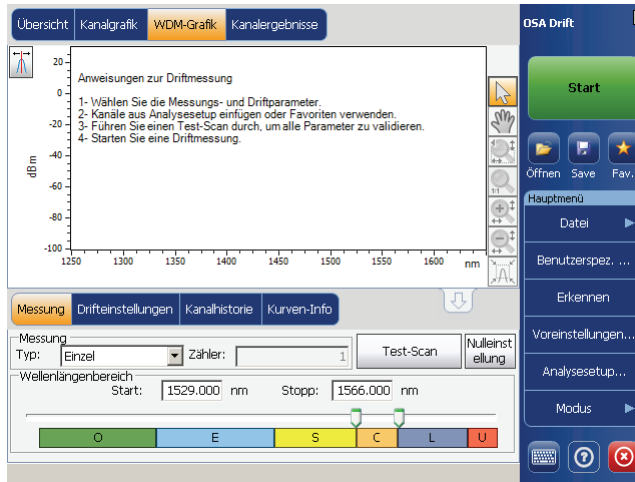 Übersicht Kanalgrafik WDM-Grafik Kanalergebnisse
OSA Drift
Anweisungen zur Driftmessung
1- Wählen Sie die Messungs- und Driftparameter.
2- Kanäle aus Analysesetup einfügen oder Favoriten verwenden.
3- Führen Sie einen Test-Scan durch, um alle Parameter zu validieren.
4- Starten Sie eine Driftmessung.
20
0
-20
-40
-60
-80
-100
dBm
1250 1300 1350 1400 1450 1500 1550 1600 nm
1:1
Start
Öffnen Save Fav.
Hauptmenü
Datei
Benutzerspez. ...
Erkennen
Voreinstellungen...
Analysesetup...
Modus
Messung Drifteinstellungen Kanalhistorie Kurven-Info
Messung
Typ: Einzel Zähler: 1 Test-Scan
Nulleinst
ellung
Wellenlängenbereich
Start: 1529.000 nm Stopp: 1566.000 nm
O E S C L U